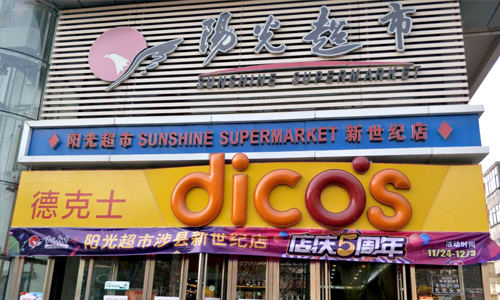 阳光超市
SUNSHINE SUPERMARKET
阳光超市 SUNSHINE SUPERMARKET 新世纪店
德克士 dicos
阳光超市涉县新世纪店 店庆5周年 活动时间
11/24-12/3